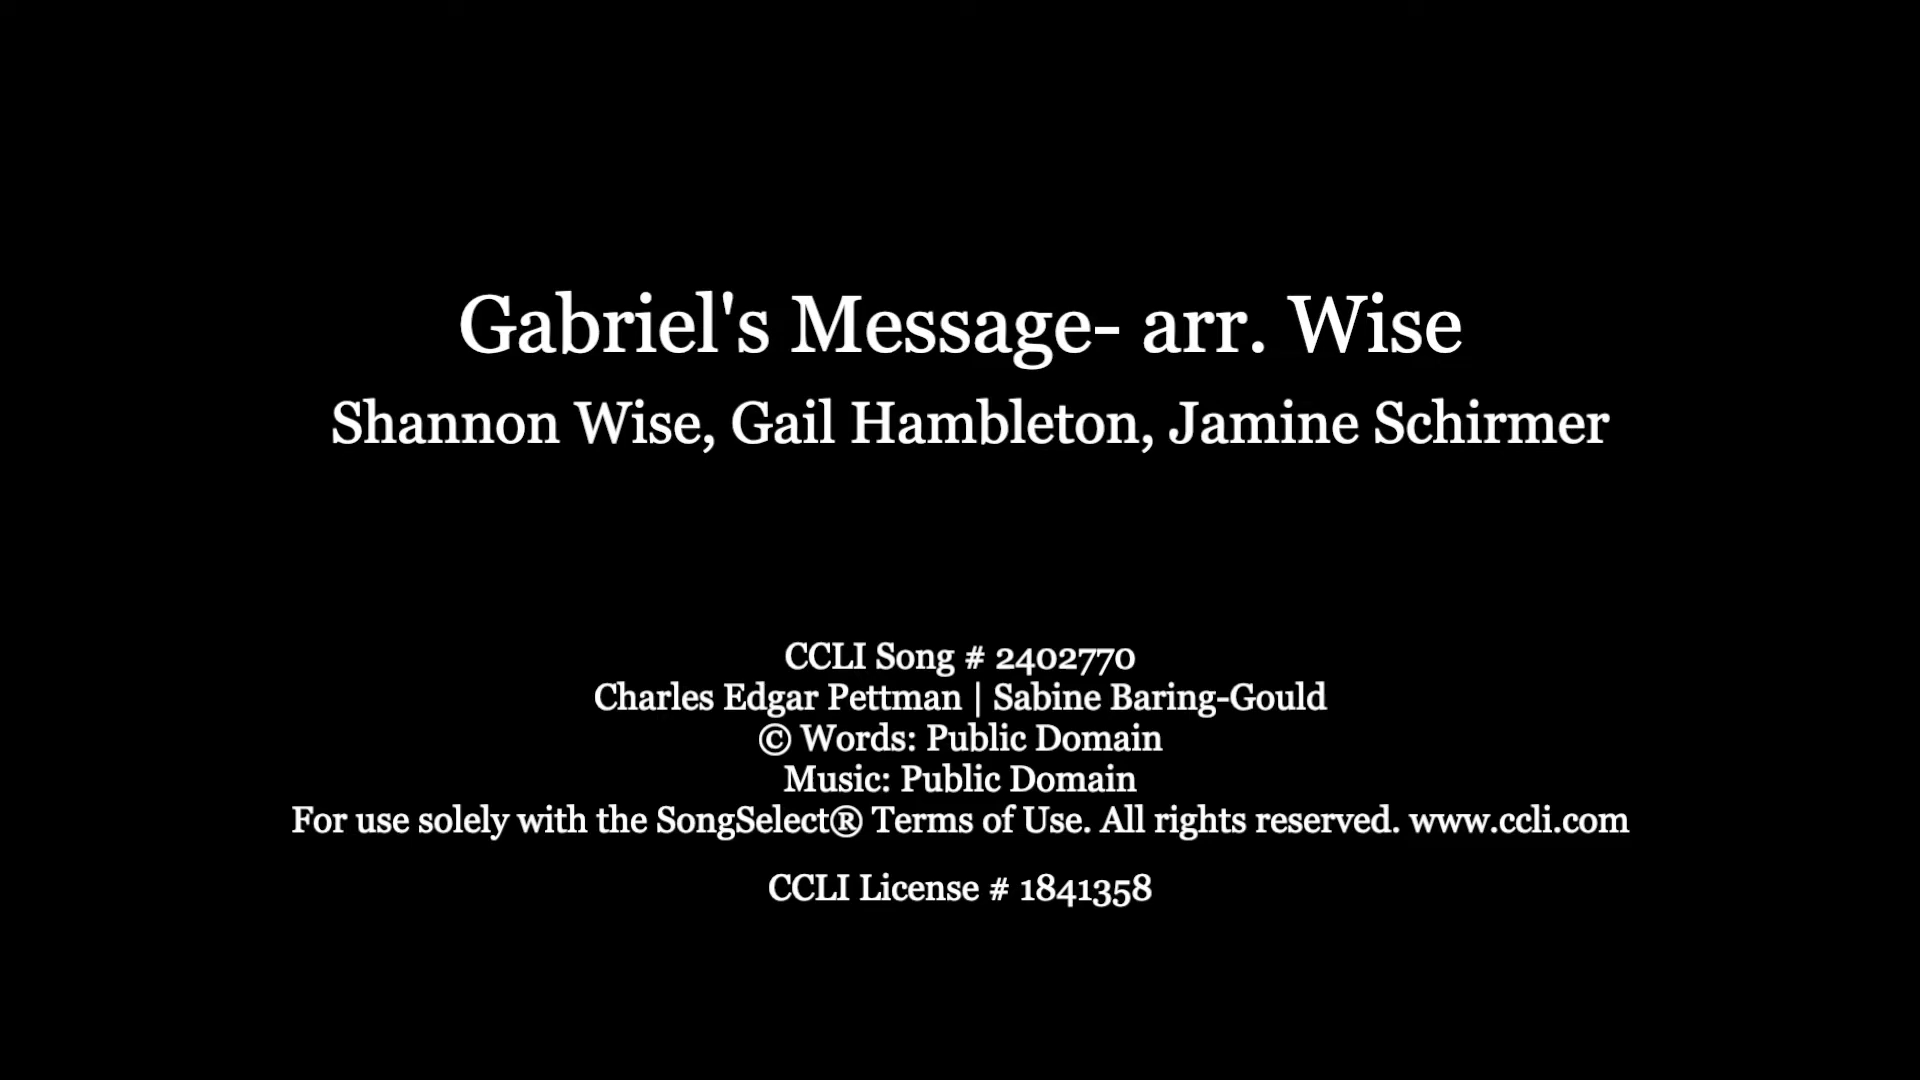 Gabriel's Message- arr. Wise
Shannon Wise, Gail Hambleton, Jamine Schirmer
CCLI Song # 2402770
Charles Edgar Pettman | Sabine Baring-Gould
© Words: Public Domain
Music: Public Domain
For use solely with the SongSelect® Terms of Use. All rights reserved. www.ccli.com
CCLI License # 1841358